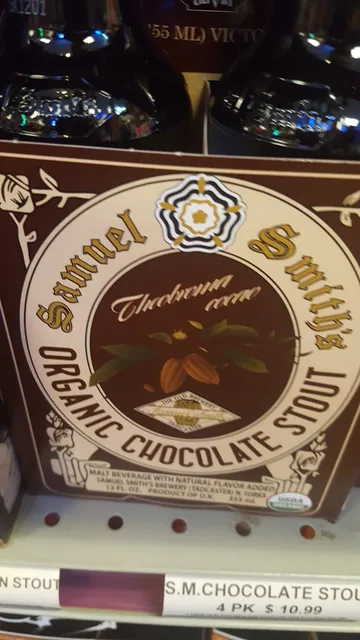 355 ML) VICTO
Samuel Smith's
Theobroma
cacao
ORGANIC CHOCOLATE STOUT
MALT BEVERAGE WITH NATURAL FLAVOR ADDED
SAMUEL SMITH'S BREWERY (TADCASTER) N. YORKS
12 FL. OZ. PRODUCT OF U.K. 355 mL
USDA
ORGANIC
N STOUT
S.M.CHOCOLATE STOU
4 PK $ 10.99